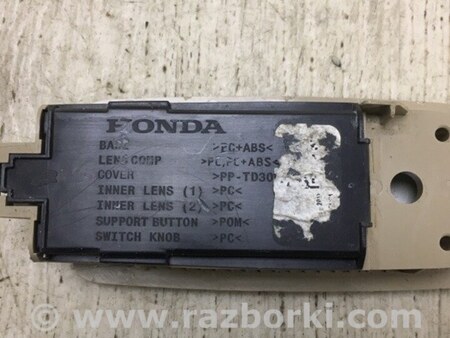 HONDA
BASE >PC+ABS<
LENS COMP >PC,PC+ABS<
COVER >PP-TD30
INNER LENS (1) >PC<
INNER LENS (2) >PC<
SUPPORT BUTTON >POM<
SWITCH KNOB >PC<
© www.razborki.com